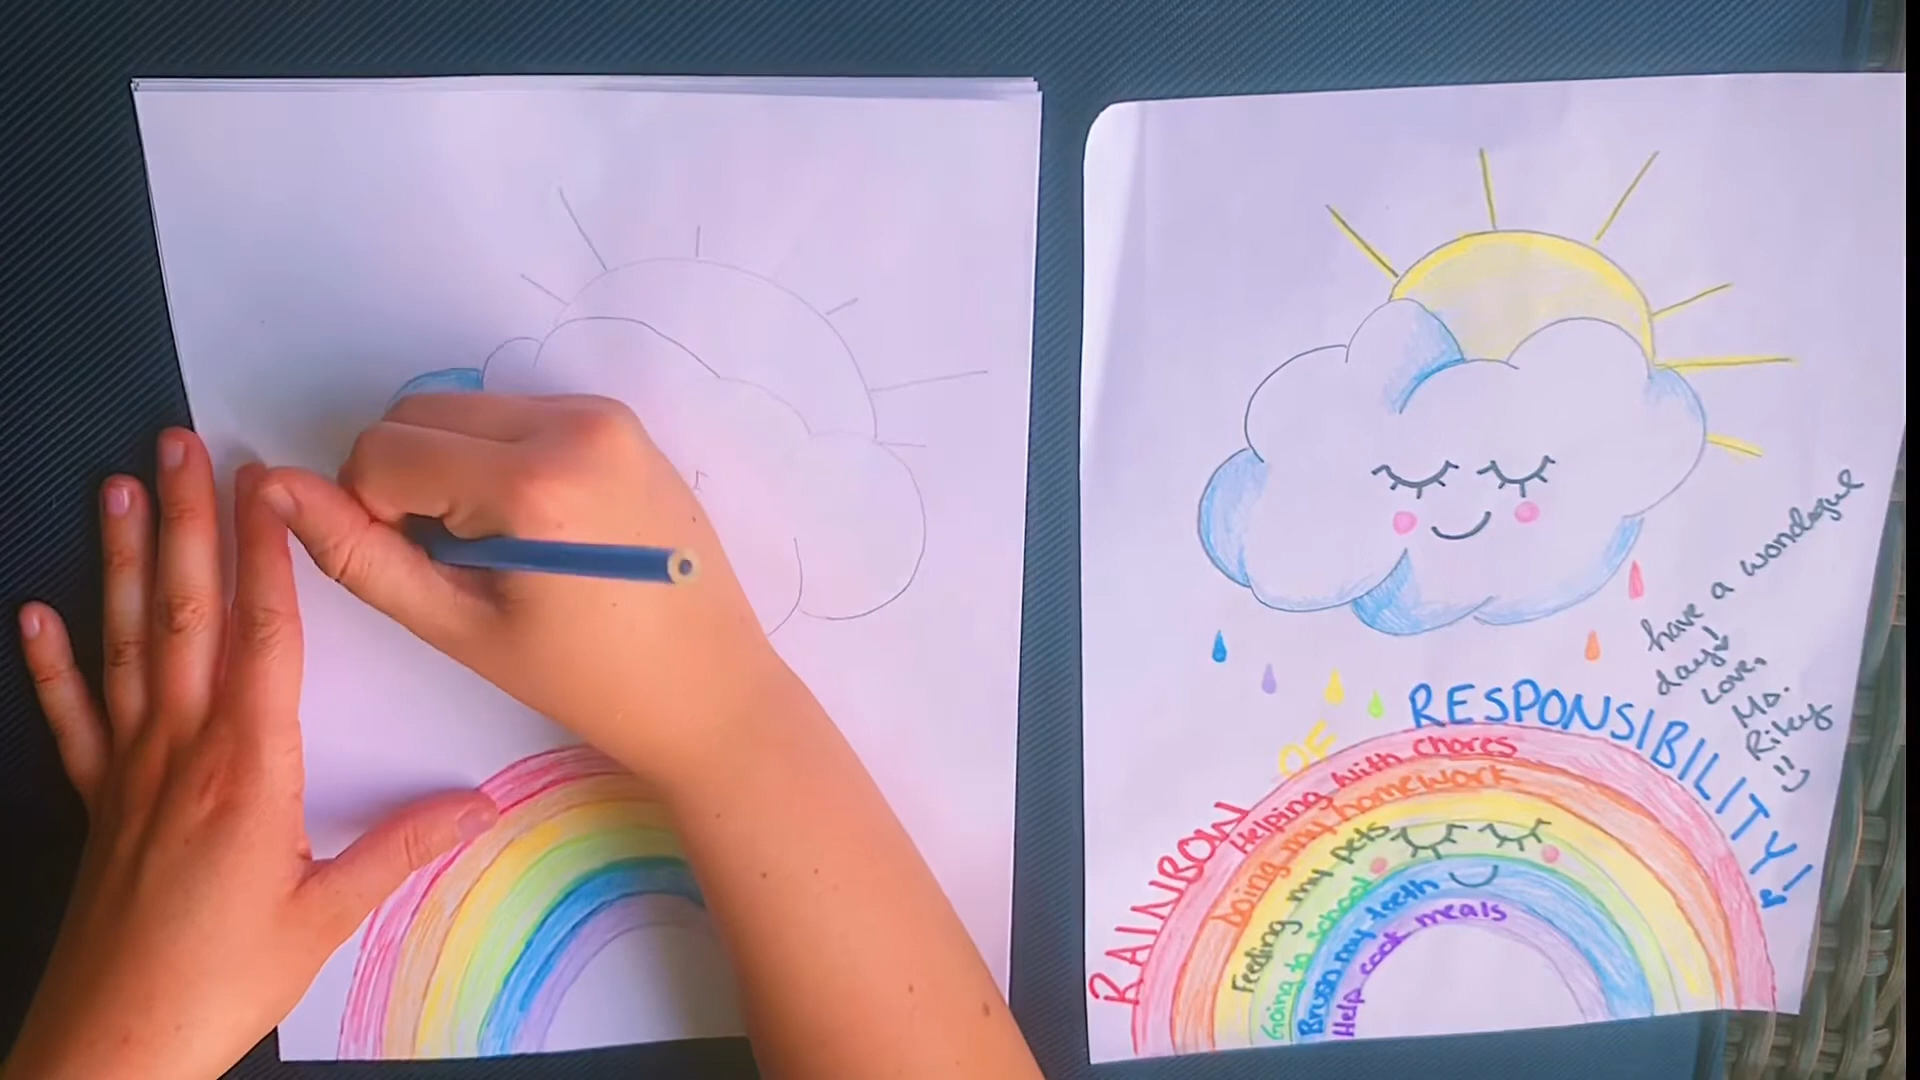 have a wondogue
day
Love,
Ms.
Riley
RAINBOW OF RESPONSIBILITY!
Helping with chores
Doing my homework
Feeding my pets
Going to school
Brush my teeth
Help cook meals